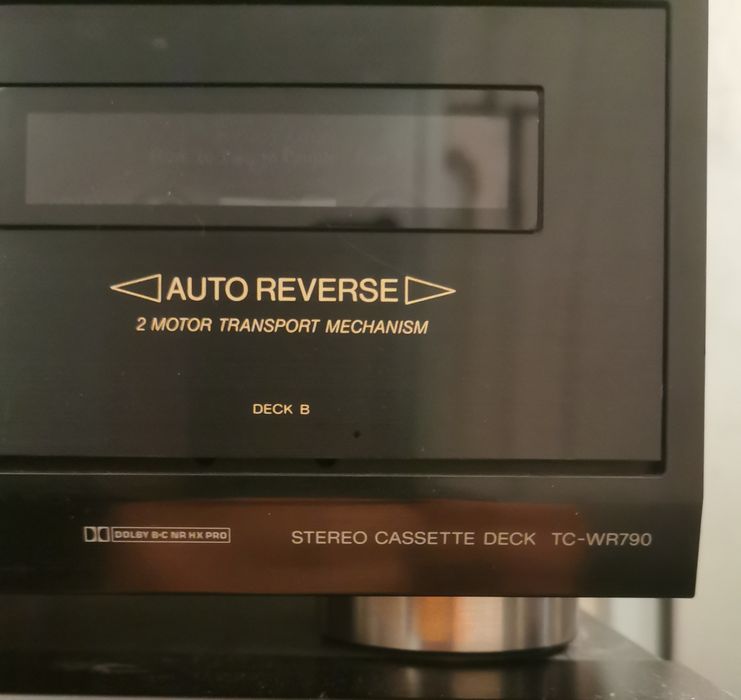 AUTO REVERSE
2 MOTOR TRANSPORT MECHANISM
DECK B
DOLBY B-C NR HX PRO
STEREO CASSETTE DECK TC-WR790